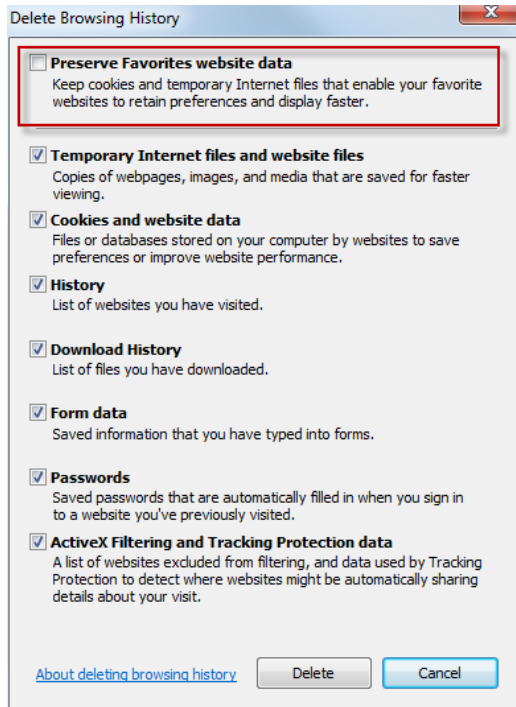 Delete Browsing History
Preserve Favorites website data
Keep cookies and temporary Internet files that enable your favorite
websites to retain preferences and display faster.
Temporary Internet files and website files
Copies of webpages, images, and media that are saved for faster
viewing.
Cookies and website data
Files or databases stored on your computer by websites to save
preferences or improve website performance.
History
List of websites you have visited.
Download History
List of files you have downloaded.
Form data
Saved information that you have typed into forms.
Passwords
Saved passwords that are automatically filled in when you sign in
to a website you've previously visited.
ActiveX Filtering and Tracking Protection data
A list of websites excluded from filtering, and data used by Tracking
Protection to detect where websites might be automatically sharing
details about your visit.
About deleting browsing history
Delete
Cancel